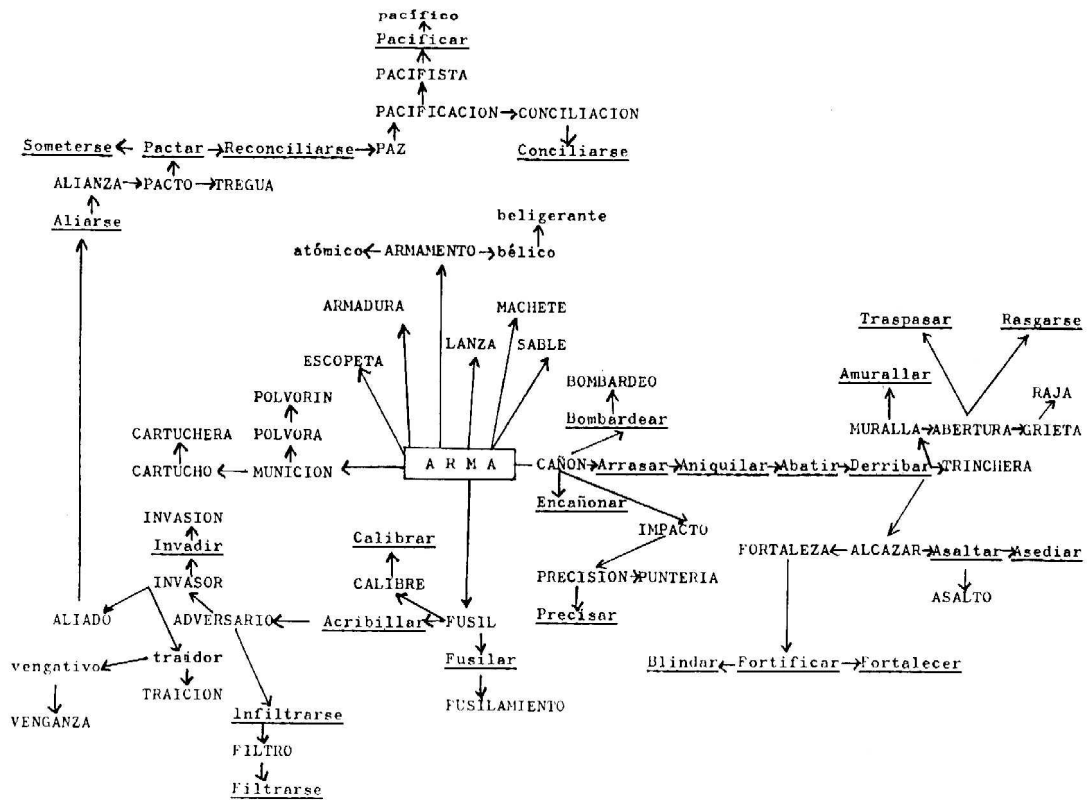 pacífico
Pacificar
PACIFISTA
PACIFICACION CONCILIACION
Someterse Pactar Reconciliarse PAZ Conciliarse
ALIANZA PACTO TREGUA
Aliarse
beligerante
atómico ARMAMENTO bélico
ARMADURA MACHETE
Traspasar Rasgarse
LANZA SABLE
ESCOPETA
BOMBARDEO Amurallar
POLVORIN RAJA
Bombardear
CARTUCHERA POLVORA MURALLA ABERTURA GRIETA
CARTUCHO MUNICION ARMA CAÑON Arrasar Aniquilar Abatir Derribar TRINCHERA
Encañonar
INVASION IMPACTO
Invadir Calibrar FORTALEZA ALCAZAR Asaltar Asediar
INVASOR CALIBRE PRECISION PUNTERIA
ASALTO
ALIADO ADVERSARIO Acribillar FUSIL Precisar
vengativo traidor Fusilar Blindar Fortificar Fortalecer
TRAICION
VENGANZA Infiltrarse FUSILAMIENTO
FILTRO
Filtrarse